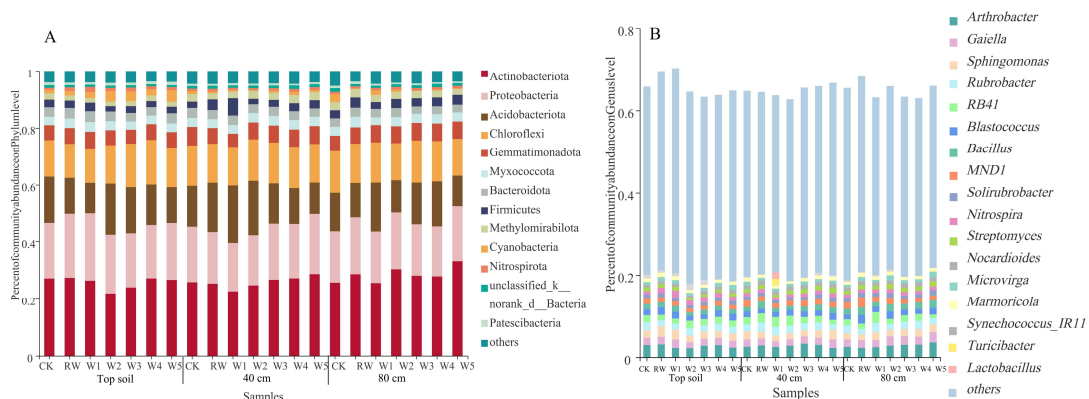 A
PercentofcommunityabundanceonPhylumlevel
1
0.8
0.6
0.4
0.2
0
CK RW W1 W2 W3 W4 W5 CK RW W1 W2 W3 W4 W5 CK RW W1 W2 W3 W4 W5
Top soil 40 cm 80 cm
Samples
Actinobacteriota
Proteobacteria
Acidobacteriota
Chloroflexi
Gemmatimonadota
Myxococcota
Bacteroidota
Firmicutes
Methylomirabilota
Cyanobacteria
Nitrospirota
unclassified_k__
norank_d__Bacteria
Patescibacteria
others
B
PercentofcommunityabundanceonGenuslevel
0.8
0.6
0.4
0.2
0
CK RW W1 W2 W3 W4 W5 CK RW W1 W2 W3 W4 W5 CK RW W1 W2 W3 W4 W5
Top soil 40 cm 80 cm
Samples
Arthrobacter
Gaiella
Sphingomonas
Rubrobacter
RB41
Blastococcus
Bacillus
MND1
Solirubrobacter
Nitrospira
Streptomyces
Nocardioides
Microvirga
Marmoricola
Synechococcus_IR11
Turicibacter
Lactobacillus
others